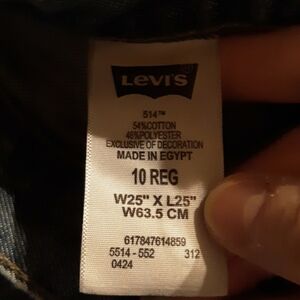 LEVI'S
514™
54%COTTON
46%POLYESTER
EXCLUSIVE OF DECORATION
MADE IN EGYPT
10 REG
W25" X L25"
W63.5 CM
617847614859
5514 - 552 312
0424